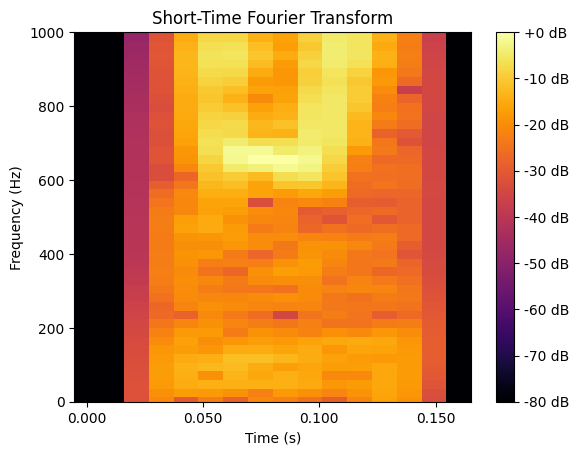 Short-Time Fourier Transform
1000
800
600
400
200
0
Frequency (Hz)
0.000
0.050
0.100
0.150
Time (s)
+0 dB
-10 dB
-20 dB
-30 dB
-40 dB
-50 dB
-60 dB
-70 dB
-80 dB